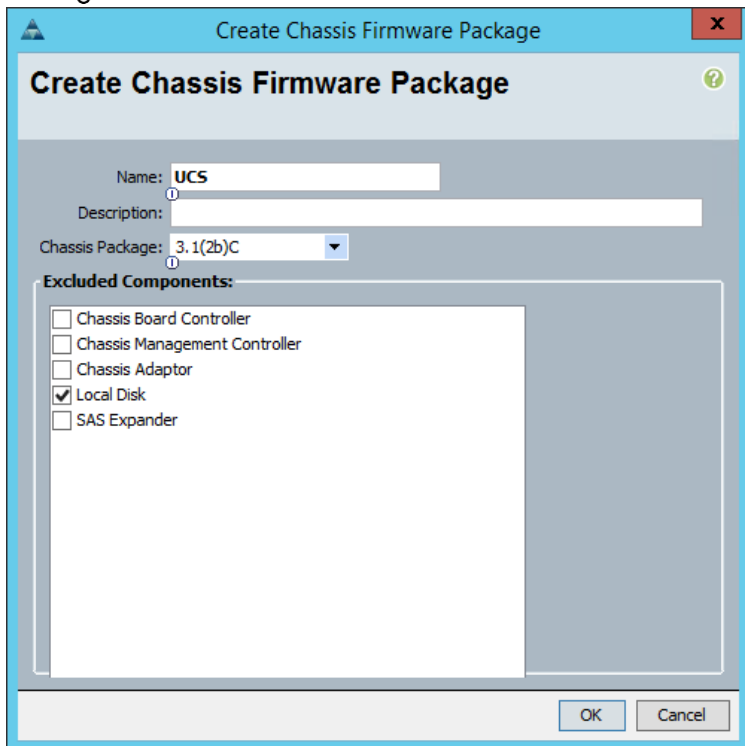 Create Chassis Firmware Package
x
Create Chassis Firmware Package
?
Name: UCS
Description:
Chassis Package: 3.1(2b)C
Excluded Components:
Chassis Board Controller
Chassis Management Controller
Chassis Adaptor
Local Disk
SAS Expander
OK Cancel